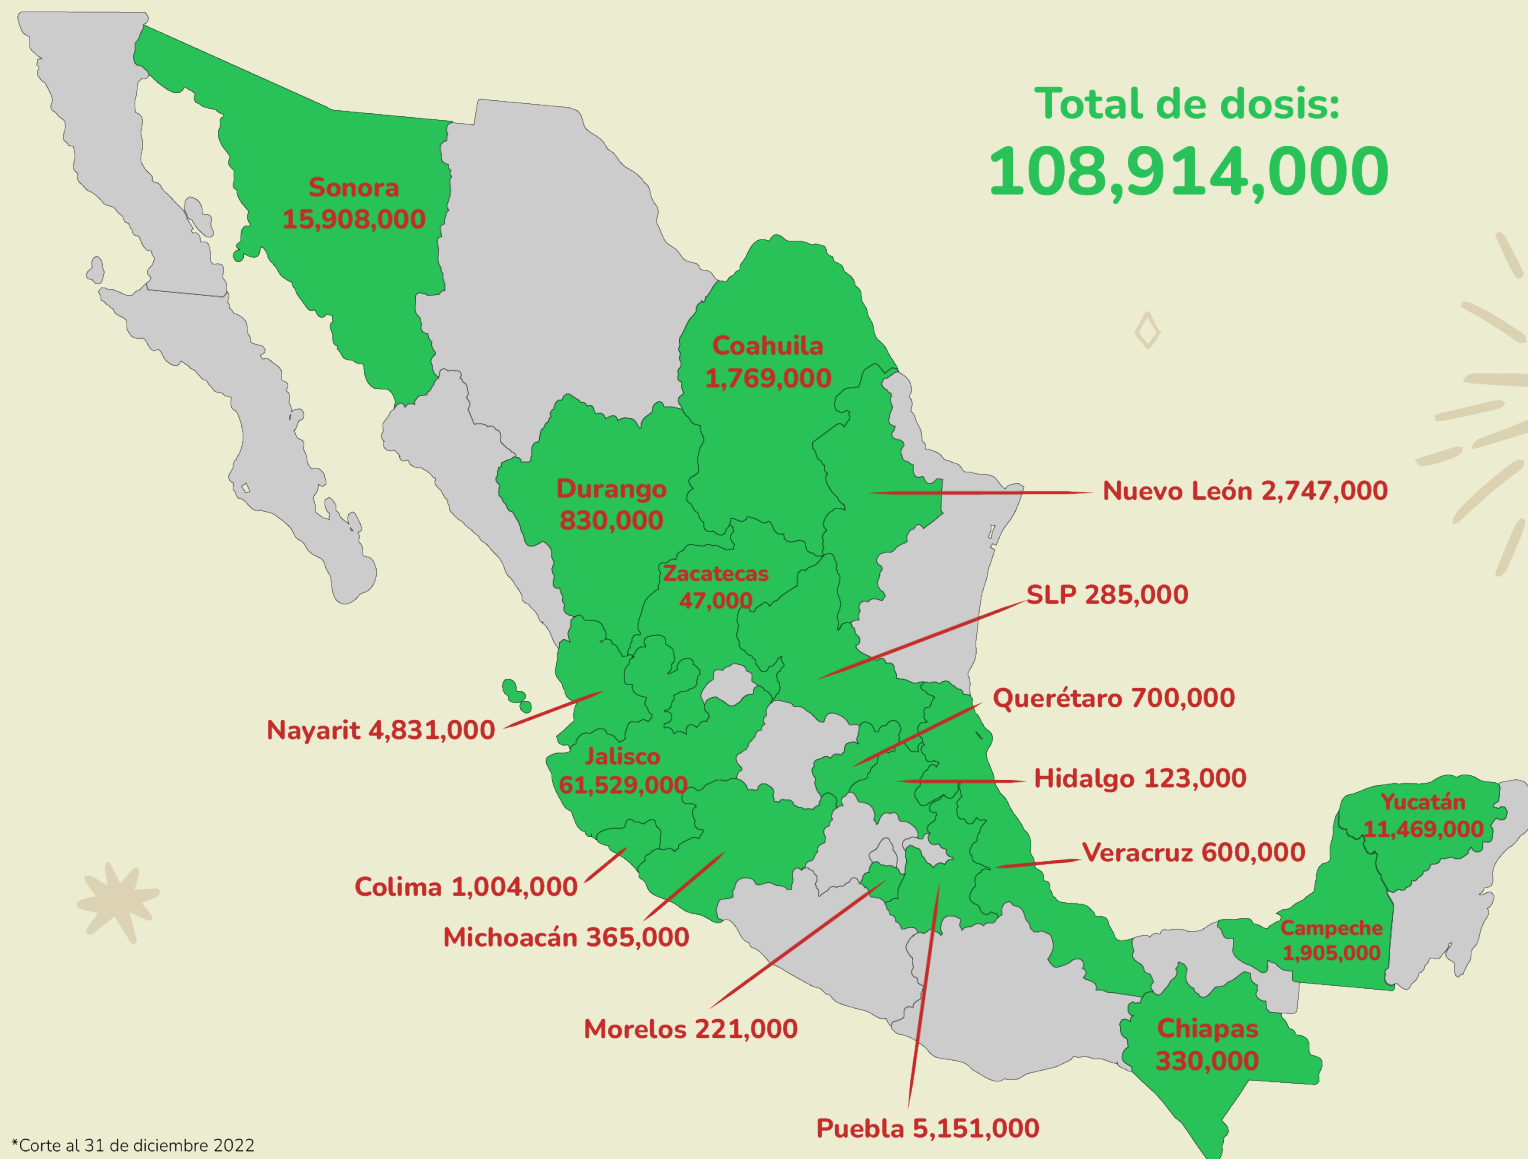 Total de dosis:
108,914,000
Sonora
15,908,000
Coahuila
1,769,000
Durango
830,000
Nuevo León 2,747,000
Zacatecas
47,000
SLP 285,000
Querétaro 700,000
Nayarit 4,831,000
Jalisco
61,529,000
Hidalgo 123,000
Yucatán
11,469,000
Veracruz 600,000
Colima 1,004,000
Michoacán 365,000
Campeche
1,905,000
Morelos 221,000
Chiapas
330,000
Puebla 5,151,000
*Corte al 31 de diciembre 2022